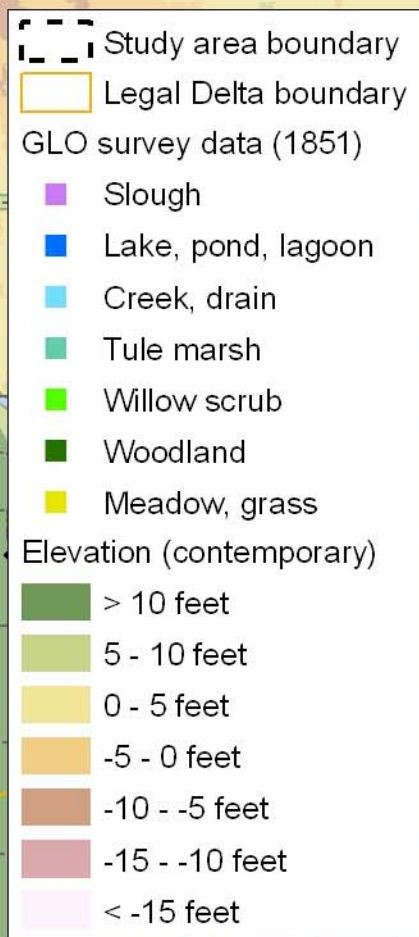 Study area boundary
Legal Delta boundary
GLO survey data (1851)
Slough
Lake, pond, lagoon
Creek, drain
Tule marsh
Willow scrub
Woodland
Meadow, grass
Elevation (contemporary)
> 10 feet
5 - 10 feet
0 - 5 feet
-5 - 0 feet
-10 - -5 feet
-15 - -10 feet
< -15 feet